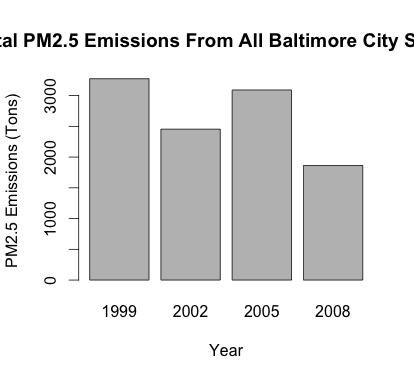 tal PM2.5 Emissions From All Baltimore City S
PM2.5 Emissions (Tons)
3000
2000
1000
0
1999 2002 2005 2008
Year